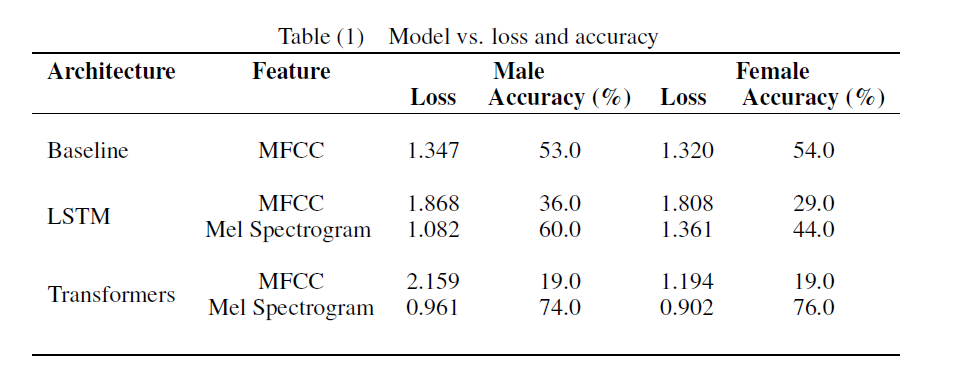 Table (1) Model vs. loss and accuracy
Architecture Feature Male Female
Loss Accuracy (%) Loss Accuracy (%)
Baseline MFCC 1.347 53.0 1.320 54.0
MFCC 1.868 36.0 1.808 29.0
LSTM
Mel Spectrogram 1.082 60.0 1.361 44.0
MFCC 2.159 19.0 1.194 19.0
Transformers
Mel Spectrogram 0.961 74.0 0.902 76.0